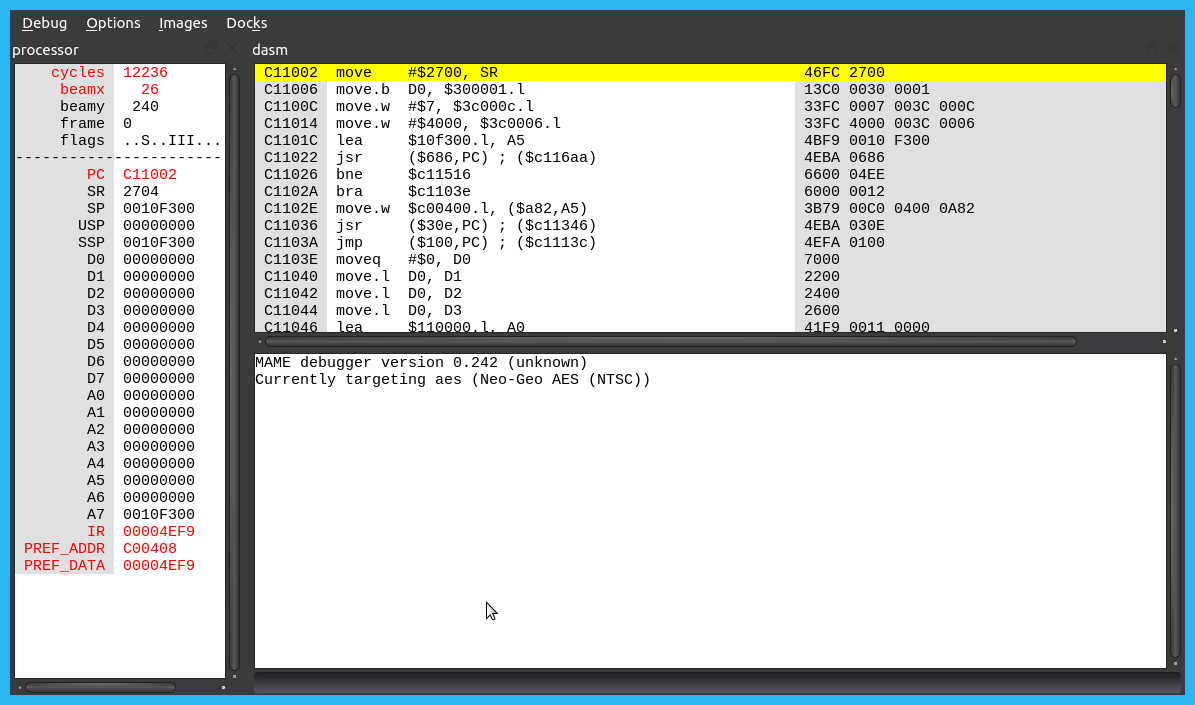 Debug Options Images Docks
processor
cycles 12236
beamx 26
beamy 240
frame 0
flags ..S..III...
-----------------------
PC C11002
SR 2704
SP 0010F300
USP 00000000
SSP 0010F300
D0 00000000
D1 00000000
D2 00000000
D3 00000000
D4 00000000
D5 00000000
D6 00000000
D7 00000000
A0 00000000
A1 00000000
A2 00000000
A3 00000000
A4 00000000
A5 00000000
A6 00000000
A7 0010F300
IR 00004EF9
PREF_ADDR C00408
PREF_DATA 00004EF9
dasm
C11002 move #$2700, SR 46FC 2700
C11006 move.b D0, $300001.l 13C0 0030 0001
C1100C move.w #$7, $3c000c.l 33FC 0007 003C 000C
C11014 move.w #$4000, $3c0006.l 33FC 4000 003C 0006
C1101C lea $10f300.l, A5 4BF9 0010 F300
C11022 jsr ($686,PC) ; ($c116aa) 4EBA 0686
C11026 bne $c11516 6600 04EE
C1102A bra $c1103e 6000 0012
C1102E move.w $c00400.l, ($a82,A5) 3B79 00C0 0400 0A82
C11036 jsr ($30e,PC) ; ($c11346) 4EBA 030E
C1103A jmp ($100,PC) ; ($c1113c) 4EFA 0100
C1103E moveq #$0, D0 7000
C11040 move.l D0, D1 2200
C11042 move.l D0, D2 2400
C11044 move.l D0, D3 2600
C11046 lea $110000.l, A0 41F9 0011 0000
MAME debugger version 0.242 (unknown)
Currently targeting aes (Neo-Geo AES (NTSC))